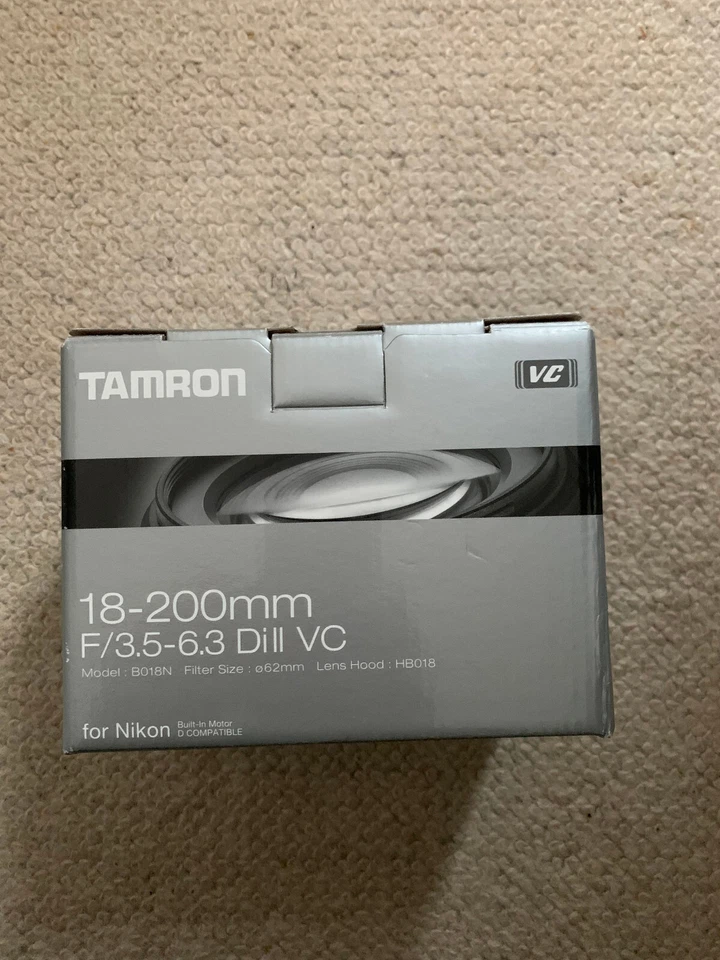 TAMRON
VC
18-200mm
F/3.5-6.3 Di II VC
Model : B018N Filter Size : ø62mm Lens Hood : HB018
for Nikon Built-In Motor
D COMPATIBLE